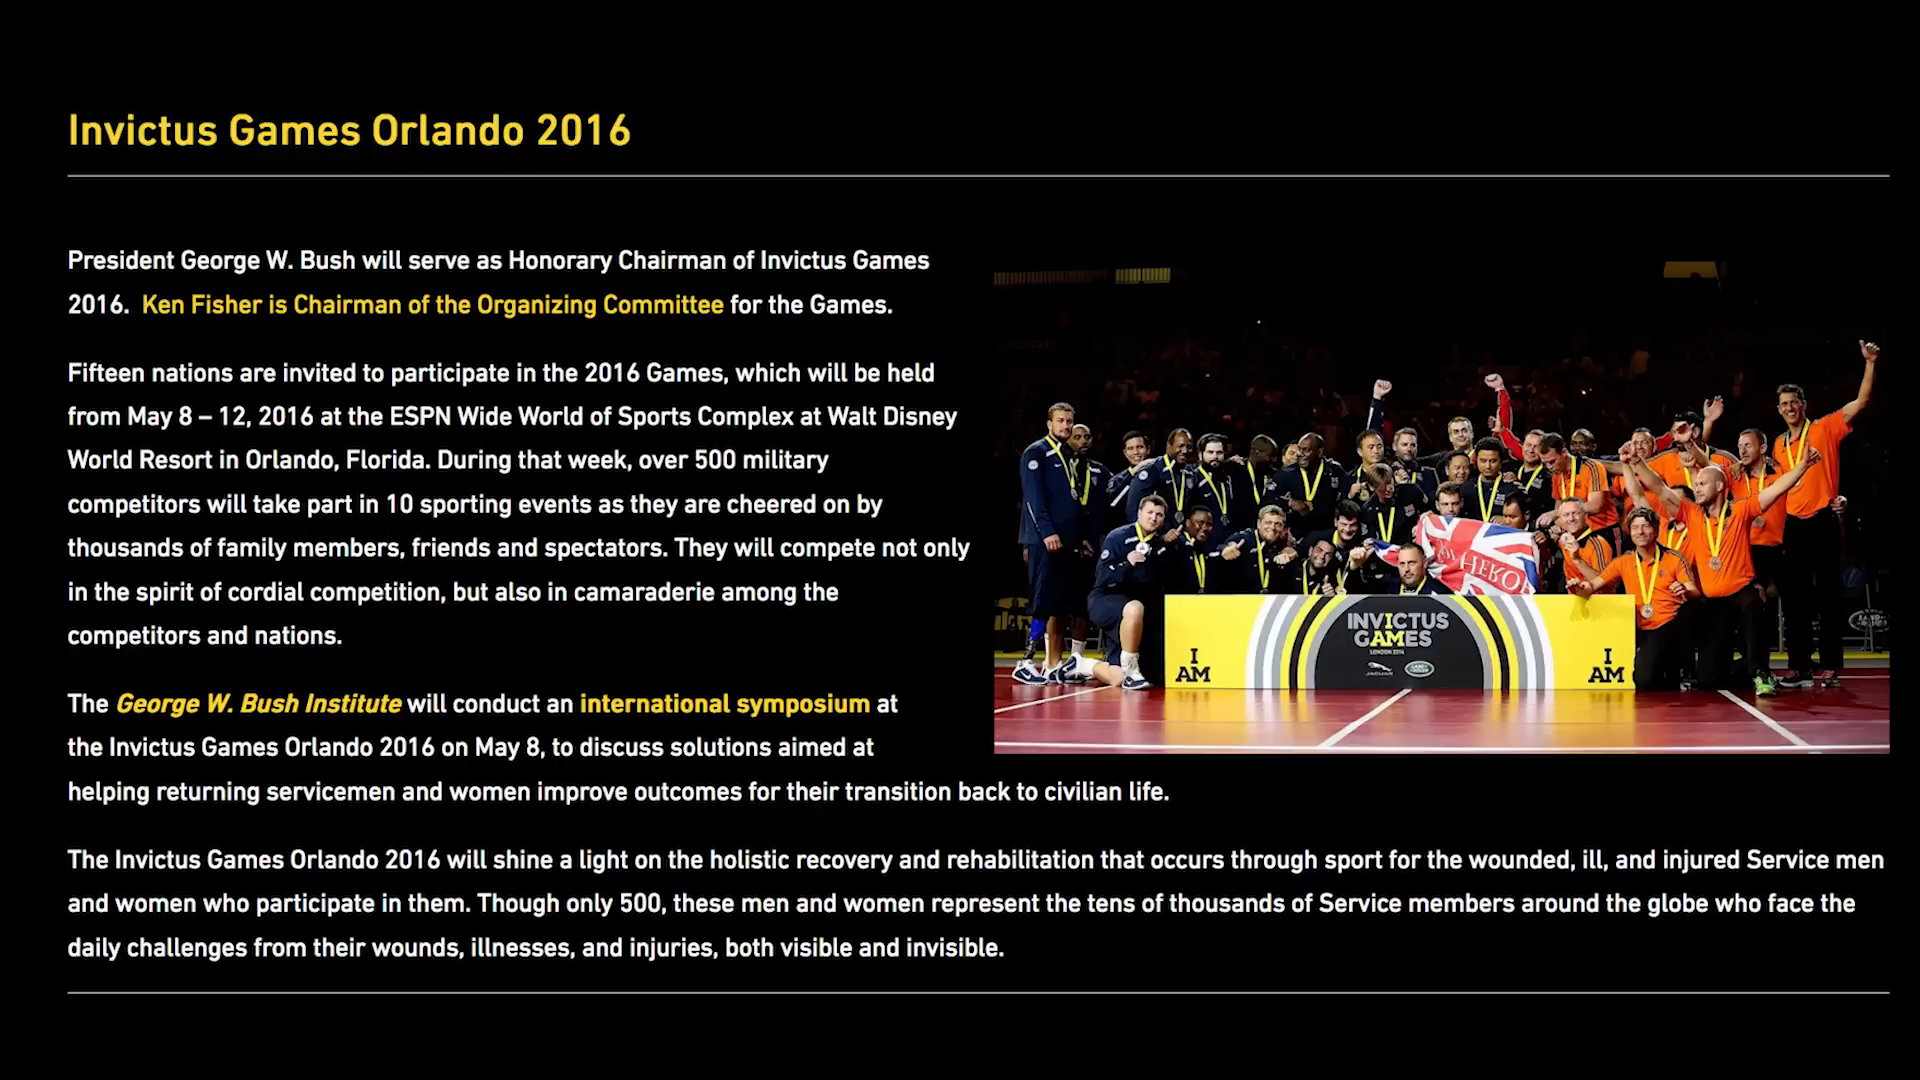 Invictus Games Orlando 2016
President George W. Bush will serve as Honorary Chairman of Invictus Games
2016. Ken Fisher is Chairman of the Organizing Committee for the Games.
Fifteen nations are invited to participate in the 2016 Games, which will be held
from May 8 – 12, 2016 at the ESPN Wide World of Sports Complex at Walt Disney
World Resort in Orlando, Florida. During that week, over 500 military
competitors will take part in 10 sporting events as they are cheered on by
thousands of family members, friends and spectators. They will compete not only
in the spirit of cordial competition, but also in camaraderie among the
competitors and nations.
The George W. Bush Institute will conduct an international symposium at
the Invictus Games Orlando 2016 on May 8, to discuss solutions aimed at
helping returning servicemen and women improve outcomes for their transition back to civilian life.
The Invictus Games Orlando 2016 will shine a light on the holistic recovery and rehabilitation that occurs through sport for the wounded, ill, and injured Service men
and women who participate in them. Though only 500, these men and women represent the tens of thousands of Service members around the globe who face the
daily challenges from their wounds, illnesses, and injuries, both visible and invisible.
HERO
I
AM
INVICTUS
GAMES
LONDON 2014
JAGUAR
I
AM